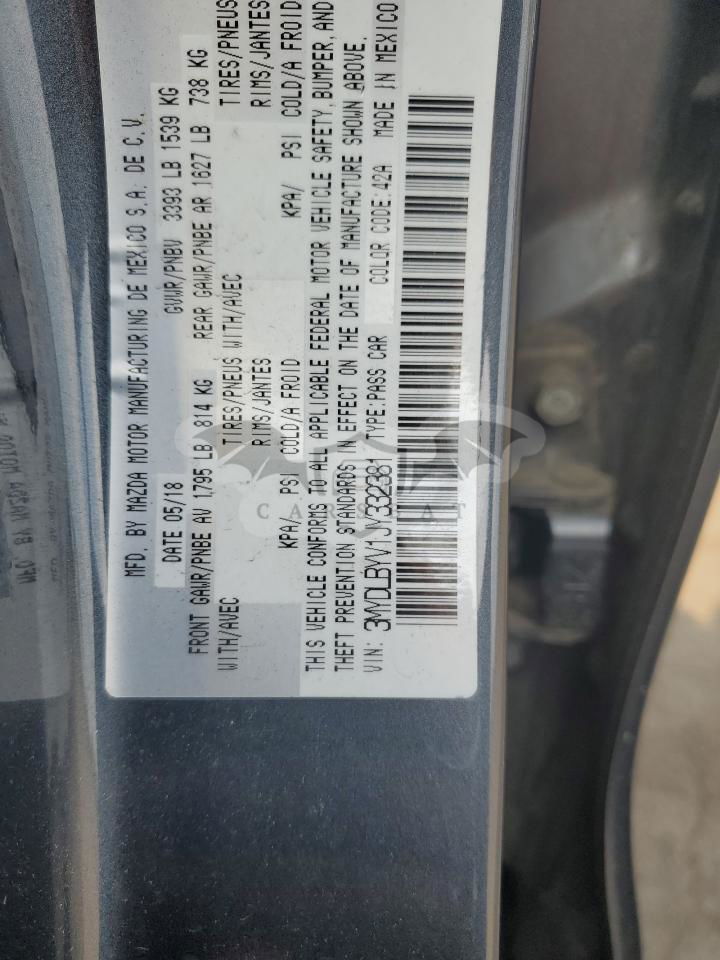 MFD. BY MAZDA MOTOR MANUFACTURING DE MEXICO S.A. DE C.V.
DATE 05/18 GVWR/PNBV 3393 LB 1539 KG
FRONT GAWR/PNBE AV 1,795 LB 814 KG REAR GAWR/PNBE AR 1627 LB 738 KG
WITH/AVEC TIRES/PNEUS WITH/AVEC TIRES/PNEUS
RIMS/JANTES RIMS/JANTES
KPA/ PSI COLD/A FROID KPA/ PSI COLD/A FROID
THIS VEHICLE CONFORMS TO ALL APPLICABLE FEDERAL MOTOR VEHICLE SAFETY, BUMPER, AND
THEFT PREVENTION STANDARDS IN EFFECT ON THE DATE OF MANUFACTURE SHOWN ABOVE.
VIN: 3MYDLBYV1JY332381 TYPE:PASS CAR COLOR CODE:42A MADE IN MEXICO
CARSBAT